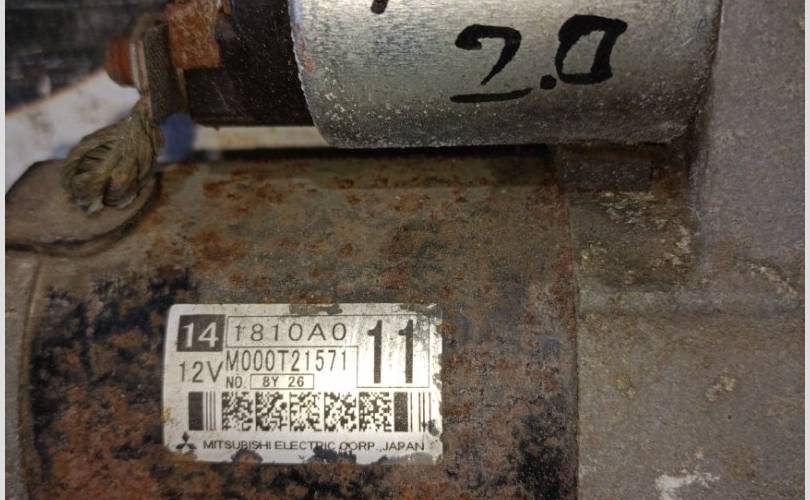 2.0
14 1810A0 11
12V M000T21571
NO. 8Y 26
MITSUBISHI ELECTRIC CORP., JAPAN